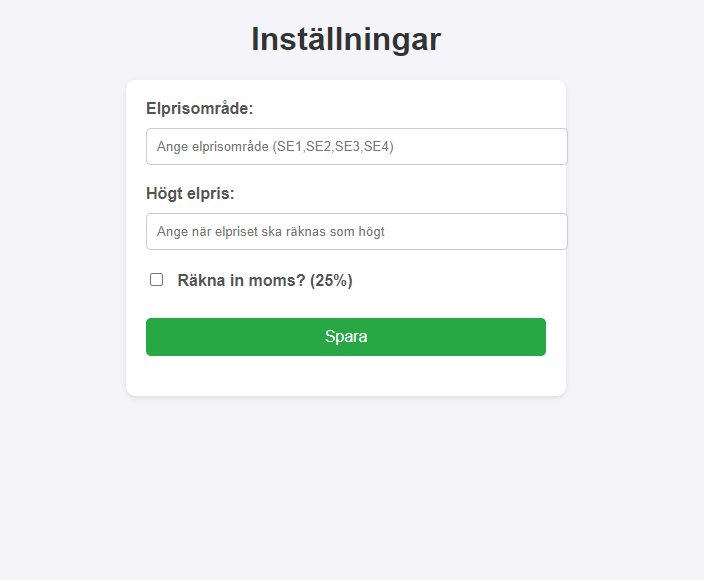 Inställningar
Elprisområde:
Ange elprisområde (SE1,SE2,SE3,SE4)
Högt elpris:
Ange när elpriset ska räknas som högt
Räkna in moms? (25%)
Spara